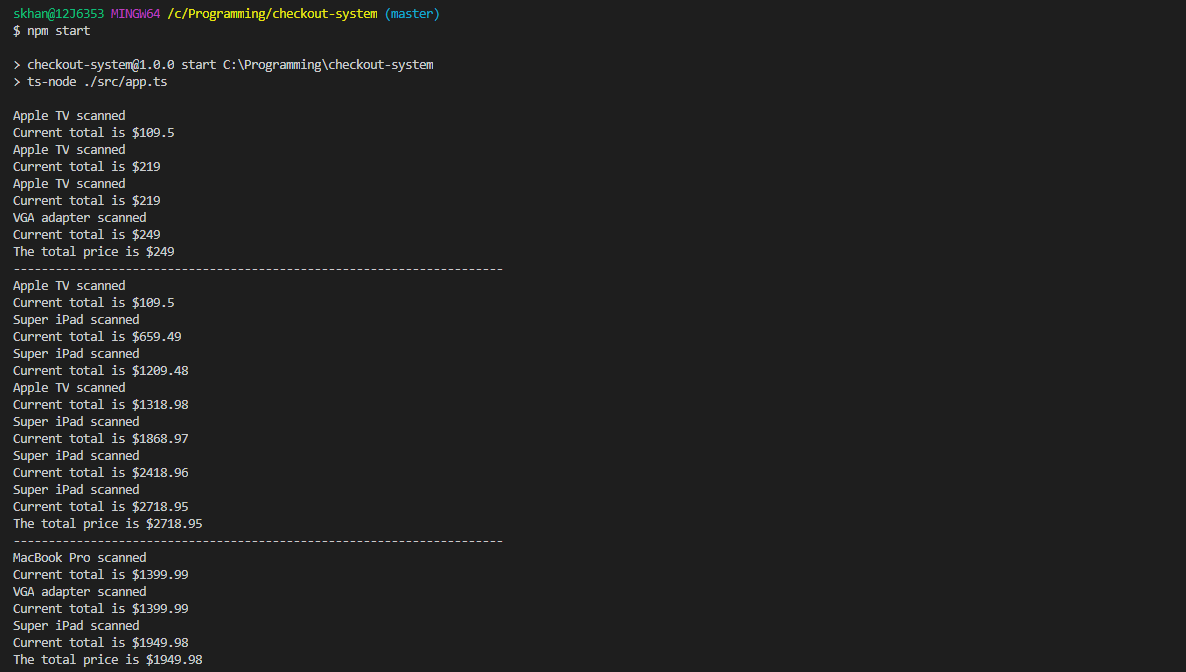 skhan@12J6353 MINGW64 /c/Programming/checkout-system (master)
$ npm start
> checkout-system@1.0.0 start C:\Programming\checkout-system
> ts-node ./src/app.ts
Apple TV scanned
Current total is $109.5
Apple TV scanned
Current total is $219
Apple TV scanned
Current total is $219
VGA adapter scanned
Current total is $249
The total price is $249
----------------------------------------------------------------------
Apple TV scanned
Current total is $109.5
Super iPad scanned
Current total is $659.49
Super iPad scanned
Current total is $1209.48
Apple TV scanned
Current total is $1318.98
Super iPad scanned
Current total is $1868.97
Super iPad scanned
Current total is $2418.96
Super iPad scanned
Current total is $2718.95
The total price is $2718.95
----------------------------------------------------------------------
MacBook Pro scanned
Current total is $1399.99
VGA adapter scanned
Current total is $1399.99
Super iPad scanned
Current total is $1949.98
The total price is $1949.98